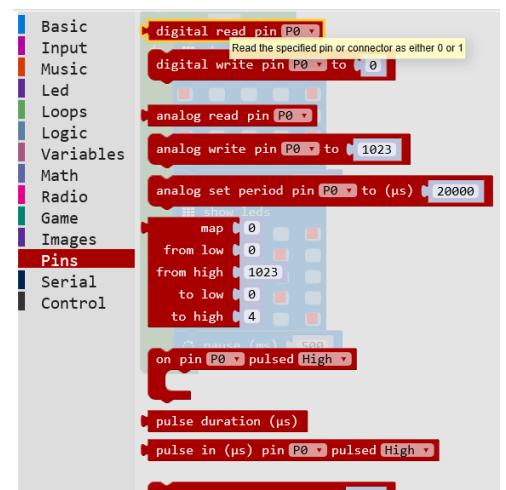 Basic
Input
Music
Led
Loops
Logic
Variables
Math
Radio
Game
Images
Pins
Serial
Control
digital read pin P0
Read the specified pin or connector as either 0 or 1
digital write pin P0 to 0
analog read pin P0
analog write pin P0 to 1023
analog set period pin P0 to (µs) 20000
show leds
map 0
from low 0
from high 1023
to low 0
to high 4
pause (ms) 500
on pin P0 pulsed High
pulse duration (µs)
pulse in (µs) pin P0 pulsed High